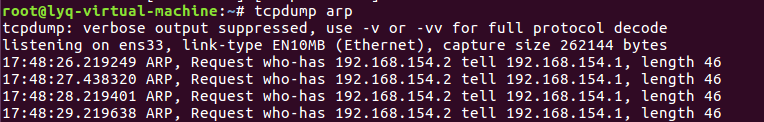 root@lyq-virtual-machine:~# tcpdump arp
tcpdump: verbose output suppressed, use -v or -vv for full protocol decode
listening on ens33, link-type EN10MB (Ethernet), capture size 262144 bytes
17:48:26.219249 ARP, Request who-has 192.168.154.2 tell 192.168.154.1, length 46
17:48:27.438320 ARP, Request who-has 192.168.154.2 tell 192.168.154.1, length 46
17:48:28.219401 ARP, Request who-has 192.168.154.2 tell 192.168.154.1, length 46
17:48:29.219638 ARP, Request who-has 192.168.154.2 tell 192.168.154.1, length 46